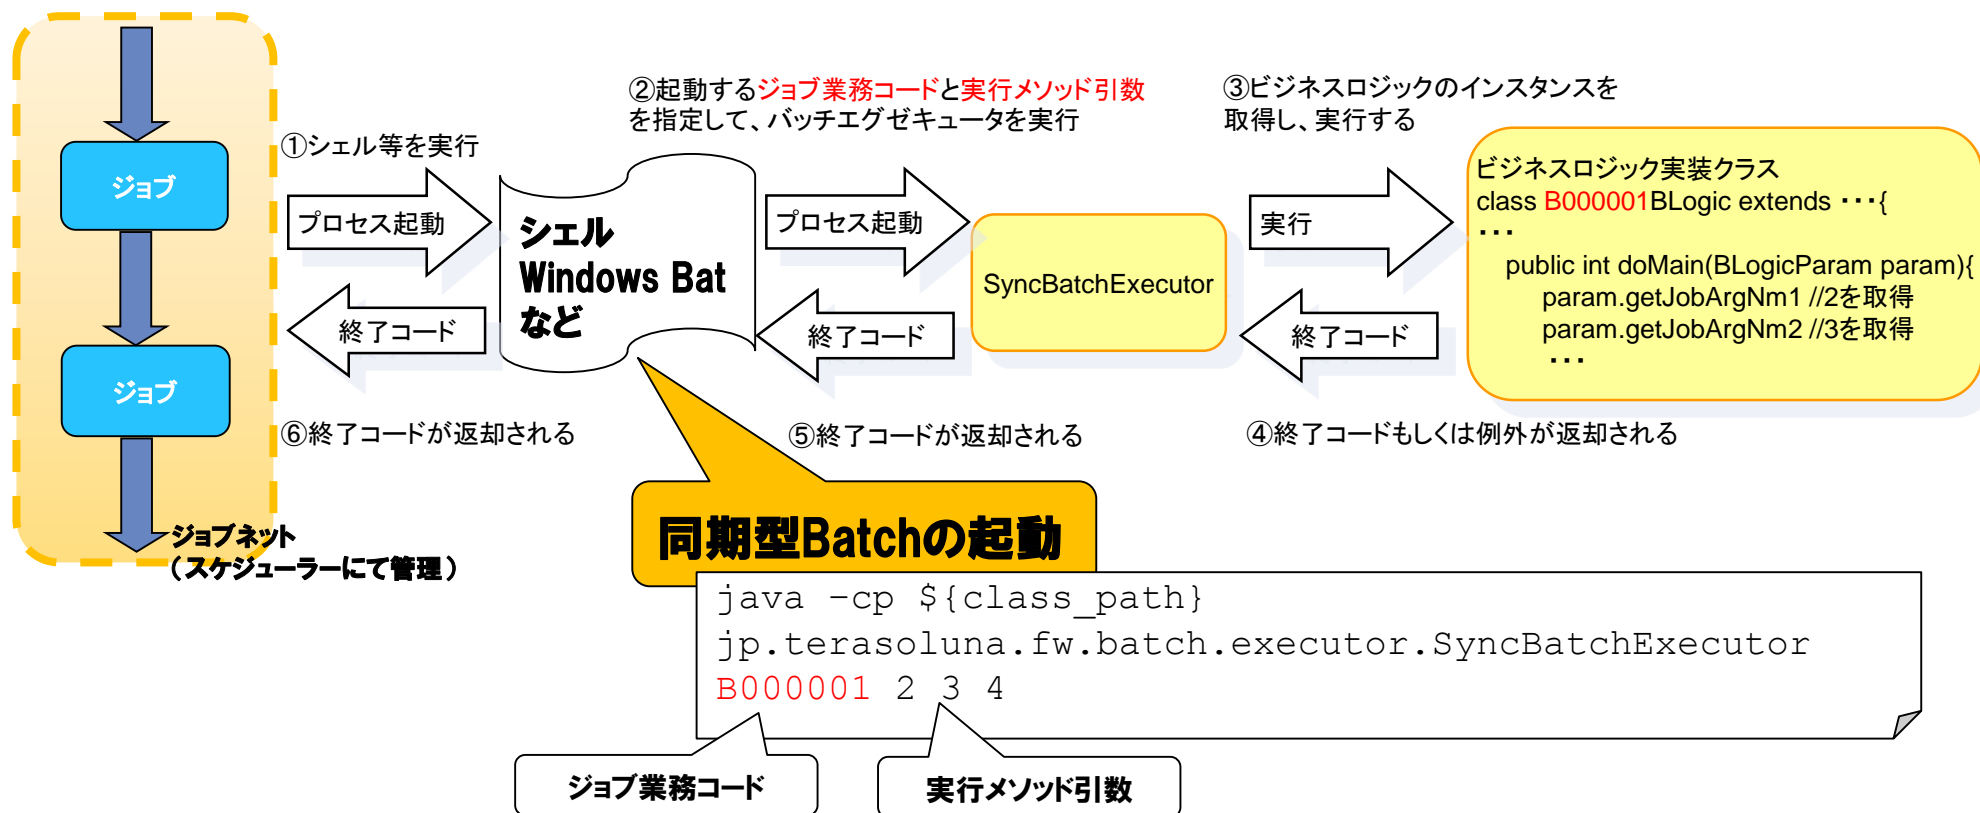 ジョブ
ジョブ
ジョブネット
（スケジューラーにて管理）
①シェル等を実行
プロセス起動
終了コード
⑥終了コードが返却される
シェル
Windows Bat
など
②起動するジョブ業務コードと実行メソッド引数
を指定して、バッチエグゼキュータを実行
プロセス起動
終了コード
⑤終了コードが返却される
SyncBatchExecutor
③ビジネスロジックのインスタンスを
取得し、実行する
実行
終了コード
④終了コードもしくは例外が返却される
ビジネスロジック実装クラス
class B000001BLogic extends ・・・{
・・・
public int doMain(BLogicParam param){
param.getJobArgNm1 //2を取得
param.getJobArgNm2 //3を取得
・・・
同期型Batchの起動
java –cp ${class_path}
jp.terasoluna.fw.batch.executor.SyncBatchExecutor
B000001 2 3 4
ジョブ業務コード
実行メソッド引数